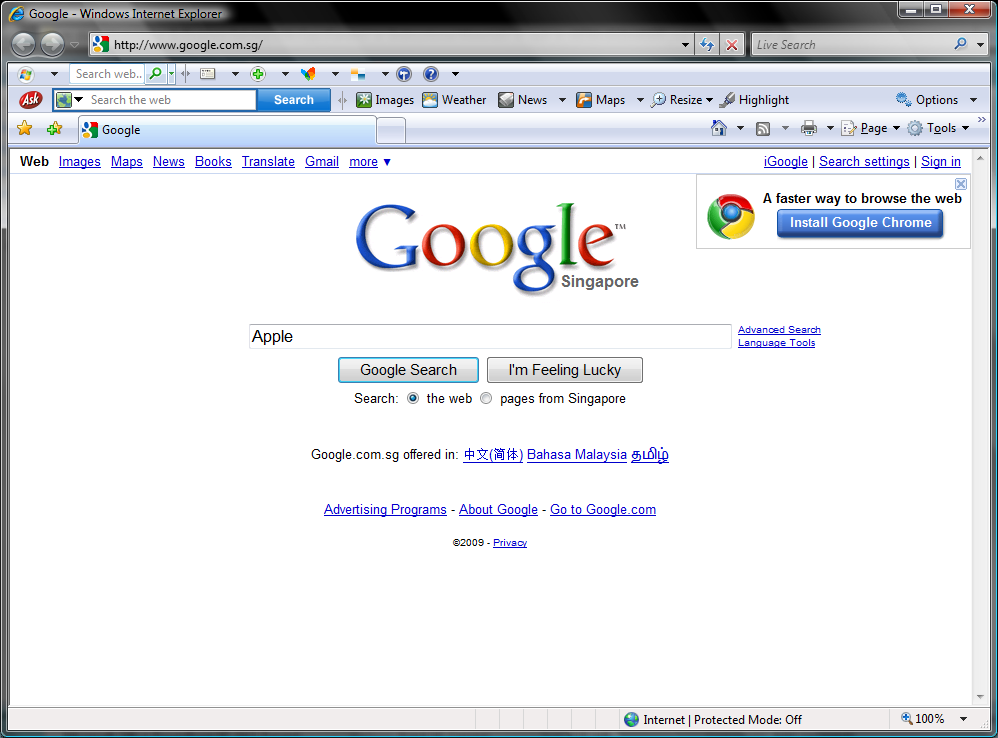 Google - Windows Internet Explorer
http://www.google.com.sg/
Live Search
Search web..
Ask Search the web Search Images Weather News Maps Resize Highlight Options
Google Page Tools
Web Images Maps News Books Translate Gmail more ▼ iGoogle | Search settings | Sign in
A faster way to browse the web
Install Google Chrome
Google™
Singapore
Apple
Advanced Search
Language Tools
Google Search I'm Feeling Lucky
Search: the web pages from Singapore
Google.com.sg offered in: 中文(简体) Bahasa Malaysia தமிழ்
Advertising Programs - About Google - Go to Google.com
©2009 - Privacy
Internet | Protected Mode: Off 100%